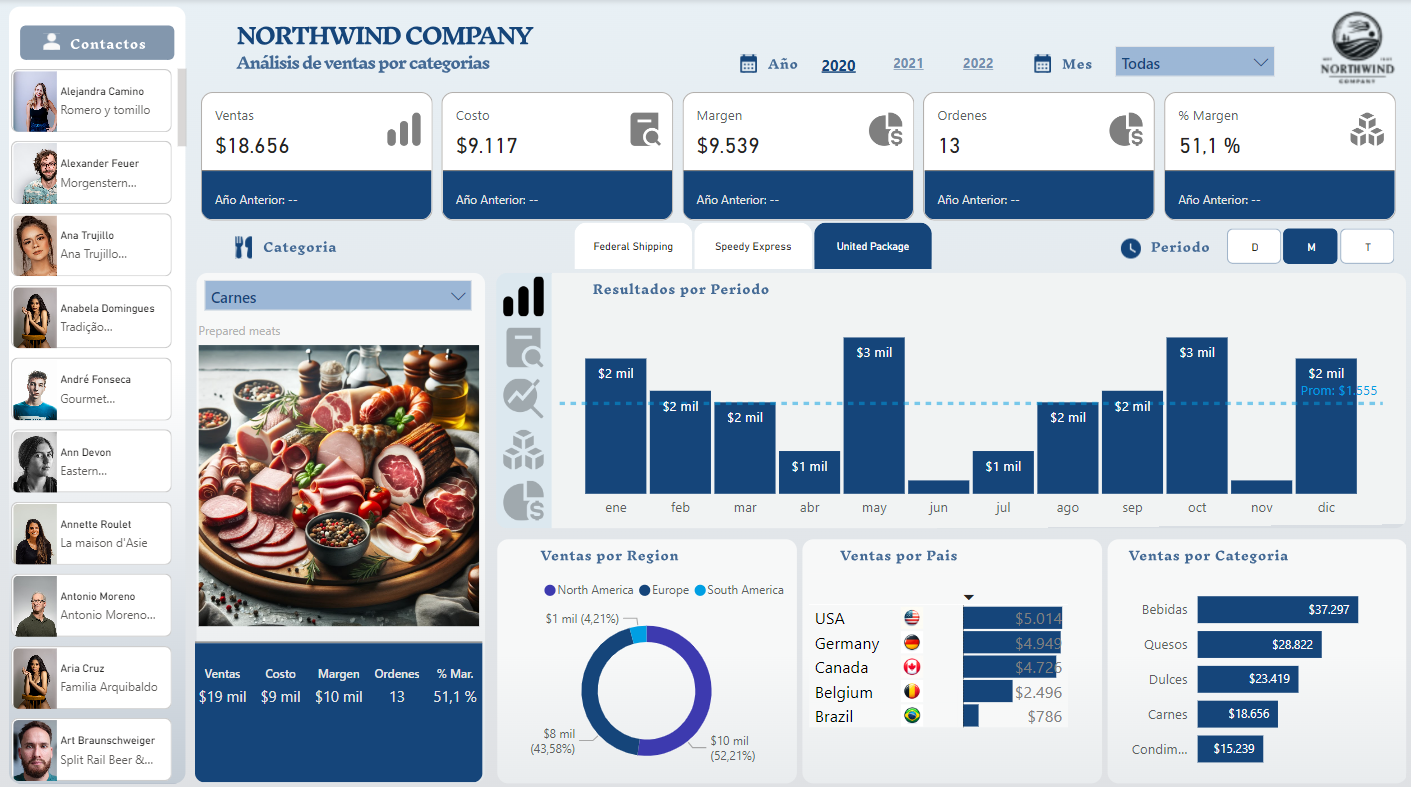 Contactos
Alejandra Camino
Romero y tomillo
Alexander Feuer
Morgenstern...
Ana Trujillo
Ana Trujillo...
Anabela Domingues
Tradição...
André Fonseca
Gourmet...
Ann Devon
Eastern...
Annette Roulet
La maison d'Asie
Antonio Moreno
Antonio Moreno...
Aria Cruz
Familia Arquibaldo
Art Braunschweiger
Split Rail Beer &...
NORTHWIND COMPANY
Análisis de ventas por categorias
Año 2020 2021 2022 Mes Todas
NORTHWIND
COMPANY
Ventas
$18.656
Año Anterior: --
Costo
$9.117
Año Anterior: --
Margen
$9.539
Año Anterior: --
Ordenes
13
Año Anterior: --
% Margen
51,1 %
Año Anterior: --
Categoria
Federal Shipping Speedy Express United Package
Periodo D M T
Carnes
Prepared meats
Ventas Costo Margen Ordenes % Mar.
$19 mil $9 mil $10 mil 13 51,1 %
Resultados por Periodo
$2 mil $2 mil $2 mil $1 mil $3 mil $1 mil $2 mil $2 mil $3 mil $2 mil
Prom: $1.555
ene feb mar abr may jun jul ago sep oct nov dic
Ventas por Region
North America Europe South America
$1 mil (4,21%)
$8 mil
(43,58%)
$10 mil
(52,21%)
Ventas por Pais
USA $5.014
Germany $4.949
Canada $4.726
Belgium $2.496
Brazil $786
Ventas por Categoria
Bebidas $37.297
Quesos $28.822
Dulces $23.419
Carnes $18.656
Condim... $15.239